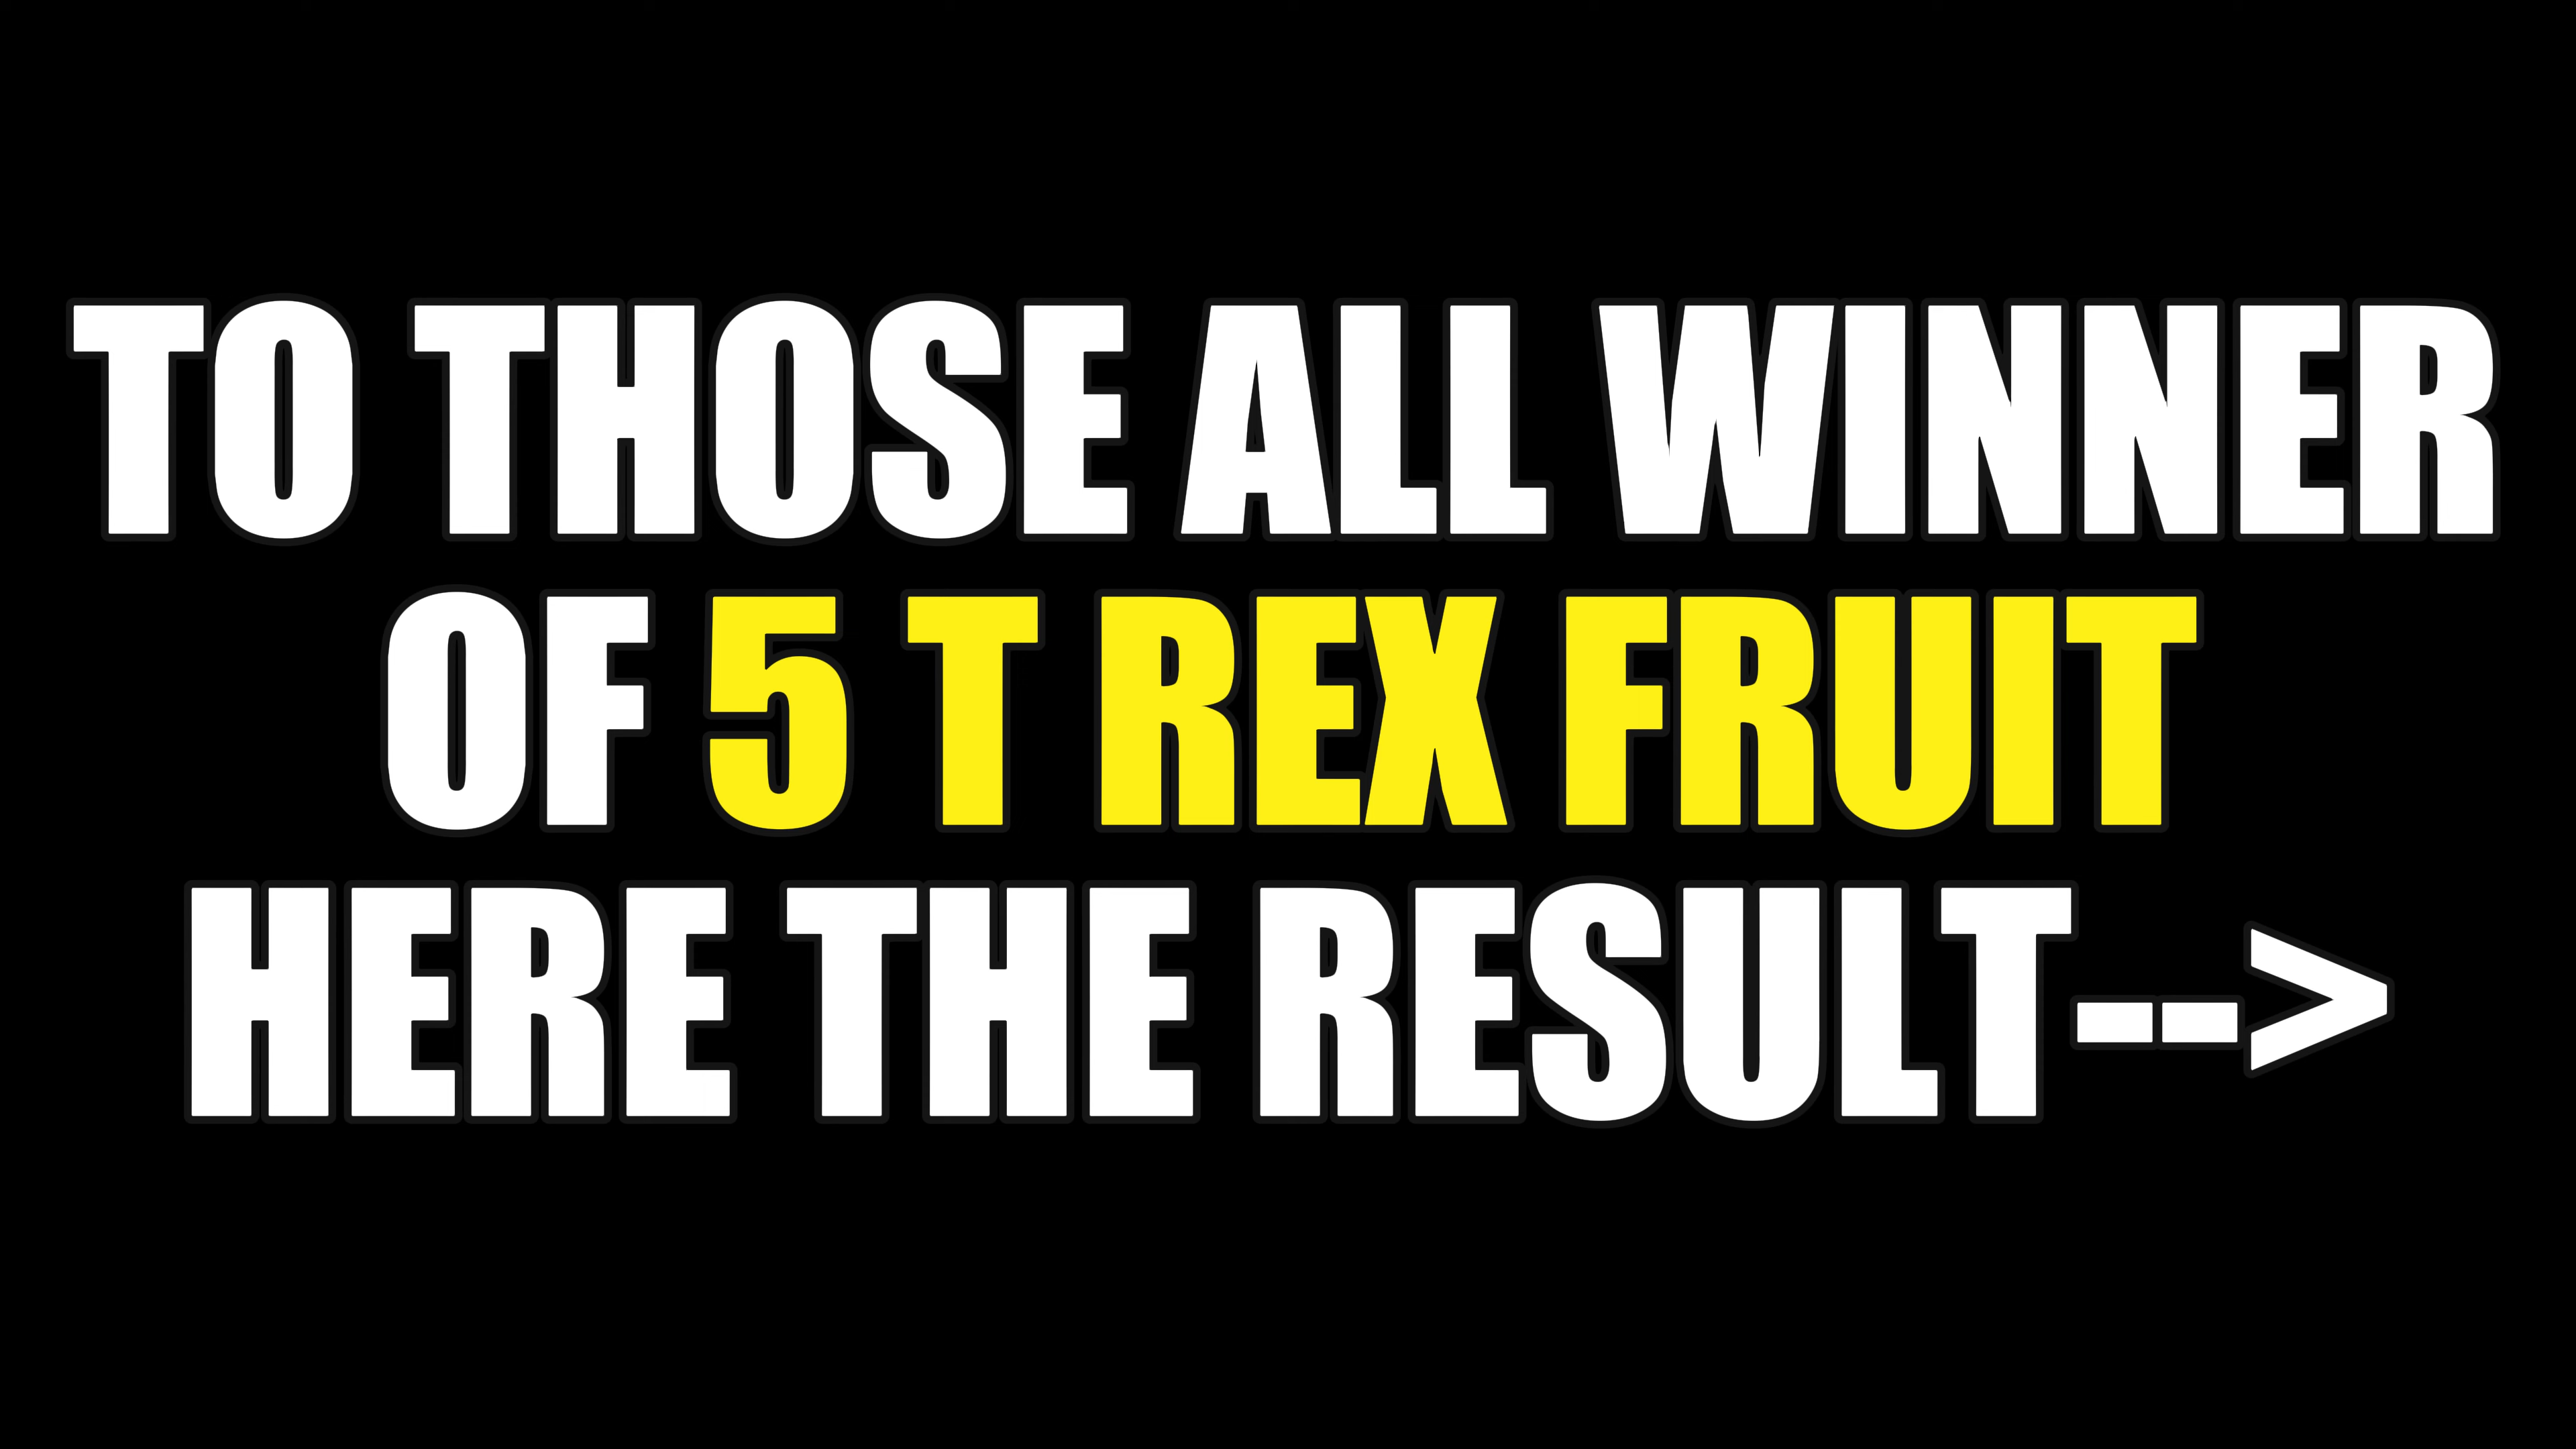 TO THOSE ALL WINNER
OF 5 T REX FRUIT
HERE THE RESULT-->